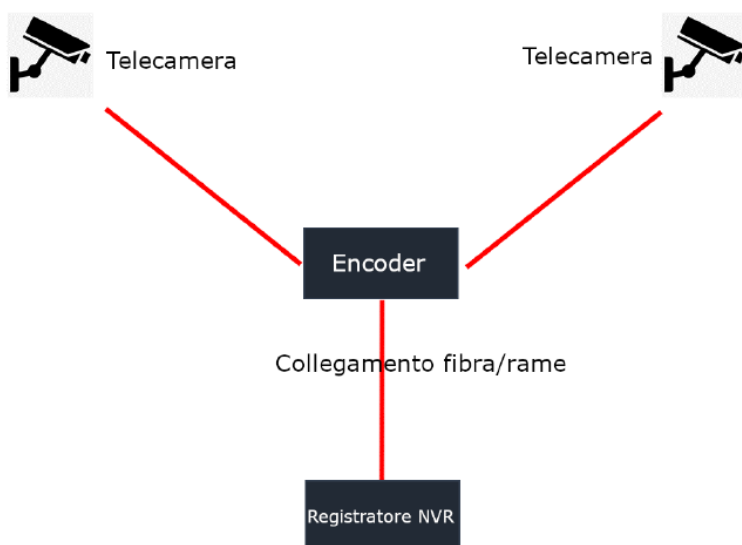 Telecamera
Telecamera
Encoder
Collegamento fibra/rame
Registratore NVR